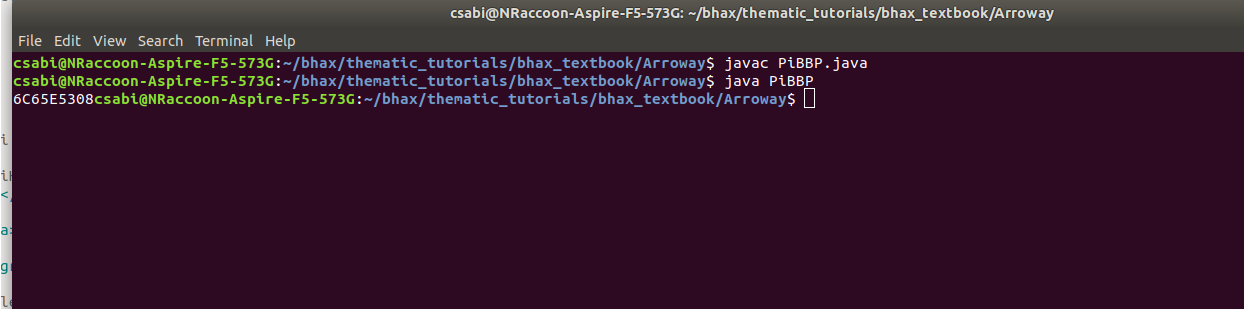 csabi@NRaccoon-Aspire-F5-573G: ~/bhax/thematic_tutorials/bhax_textbook/Arroway
File Edit View Search Terminal Help
csabi@NRaccoon-Aspire-F5-573G:~/bhax/thematic_tutorials/bhax_textbook/Arroway$ javac PiBBP.java
csabi@NRaccoon-Aspire-F5-573G:~/bhax/thematic_tutorials/bhax_textbook/Arroway$ java PiBBP
6C65E5308csabi@NRaccoon-Aspire-F5-573G:~/bhax/thematic_tutorials/bhax_textbook/Arroway$